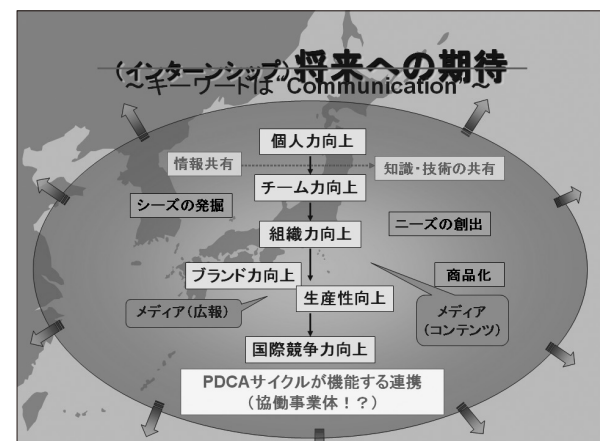 (インターンシップ)将来への期待
～キーワードは“Communication”～
個人力向上
情報共有
知識・技術の共有
チーム力向上
シーズの発掘
ニーズの創出
組織力向上
ブランド力向上
商品化
生産性向上
メディア(広報)
メディア
(コンテンツ)
国際競争力向上
PDCAサイクルが機能する連携
(協働事業体！？)